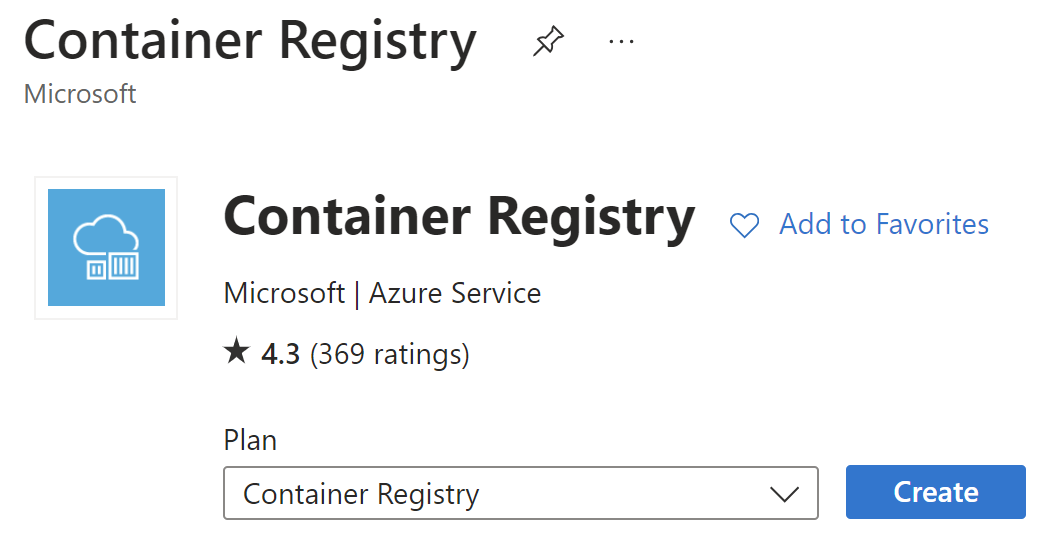 Container Registry
Microsoft
Container Registry
Add to Favorites
Microsoft | Azure Service
★ 4.3 (369 ratings)
Plan
Container Registry
Create